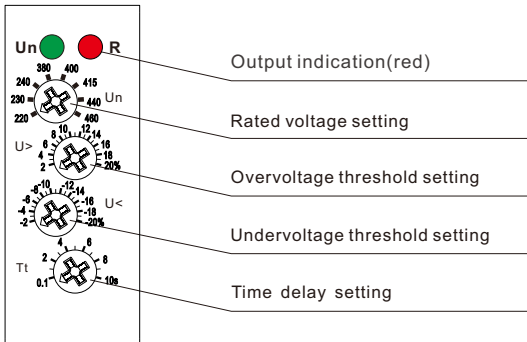 Un R
Output indication(red)
380 400
240 415
230 440 Un
220 460
Rated voltage setting
U>
10 12
8 14
6 16
4 18
2 20%
Overvoltage threshold setting
U<
-10 -12
-8 -14
-6 -16
-4 -18
-2 -20%
Undervoltage threshold setting
Tt
4 6
2 8
0.1 10s
Time delay setting